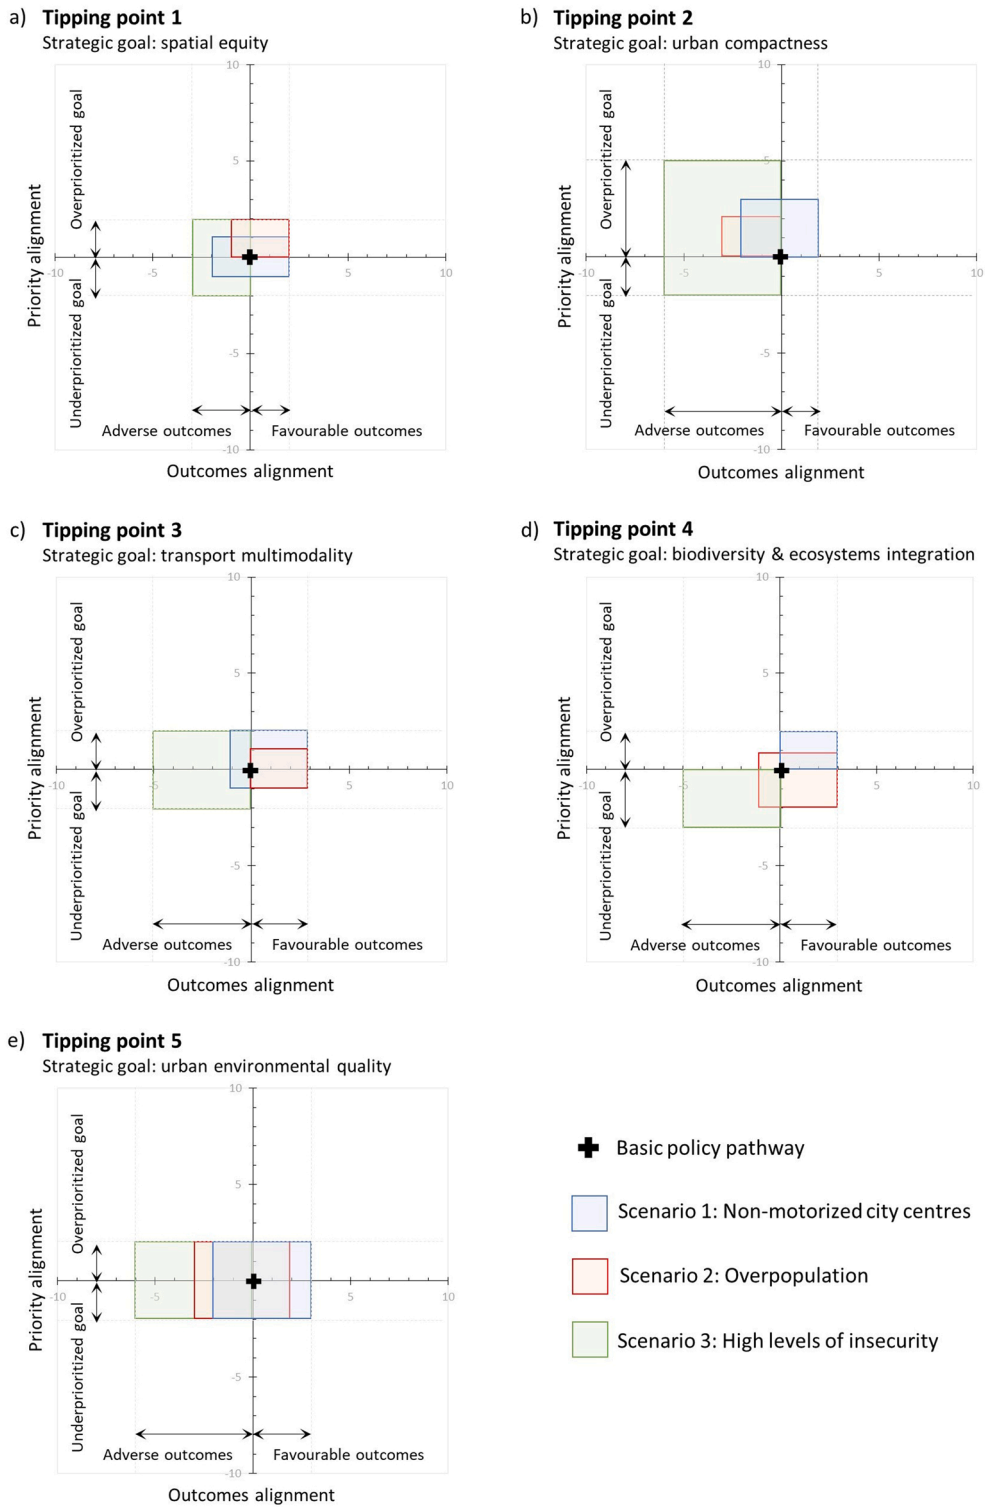 a) Tipping point 1
Strategic goal: spatial equity
10
5
-10
-5
5
10
-5
-10
Priority alignment
Overprioritized goal
Underprioritized goal
Adverse outcomes
Favourable outcomes
Outcomes alignment
b) Tipping point 2
Strategic goal: urban compactness
10
5
-10
-5
5
10
-5
-10
Priority alignment
Overprioritized goal
Underprioritized goal
Adverse outcomes
Favourable outcomes
Outcomes alignment
c) Tipping point 3
Strategic goal: transport multimodality
10
5
-10
-5
5
10
-5
-10
Priority alignment
Overprioritized goal
Underprioritized goal
Adverse outcomes
Favourable outcomes
Outcomes alignment
d) Tipping point 4
Strategic goal: biodiversity & ecosystems integration
10
5
-10
-5
5
10
-5
-10
Priority alignment
Overprioritized goal
Underprioritized goal
Adverse outcomes
Favourable outcomes
Outcomes alignment
e) Tipping point 5
Strategic goal: urban environmental quality
10
5
-10
-5
5
10
-5
-10
Priority alignment
Overprioritized goal
Underprioritized goal
Adverse outcomes
Favourable outcomes
Outcomes alignment
Basic policy pathway
Scenario 1: Non-motorized city centres
Scenario 2: Overpopulation
Scenario 3: High levels of insecurity